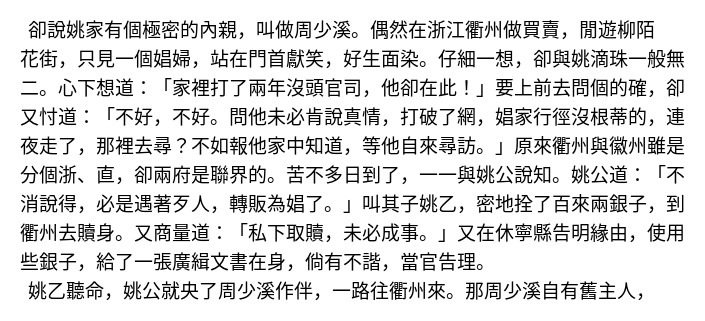 卻說姚家有個極密的內親，叫做周少溪。偶然在浙江衢州做買賣，閒遊柳陌
花街，只見一個娼婦，站在門首獻笑，好生面染。仔細一想，卻與姚滴珠一般無
二。心下想道：「家裡打了兩年沒頭官司，他卻在此！」要上前去問個的確，卻
又忖道：「不好，不好。問他未必肯說真情，打破了網，娼家行徑沒根蒂的，連
夜走了，那裡去尋？不如報他家中知道，等他自來尋訪。」原來衢州與徽州雖是
分個浙、直，卻兩府是聯界的。苦不多日到了，一一與姚公說知。姚公道：「不
消說得，必是遇著歹人，轉販為娼了。」叫其子姚乙，密地拴了百來兩銀子，到
衢州去贖身。又商量道：「私下取贖，未必成事。」又在休寧縣告明緣由，使用
些銀子，給了一張廣緝文書在身，倘有不諧，當官告理。
姚乙聽命，姚公就央了周少溪作伴，一路往衢州來。那周少溪自有舊主人，